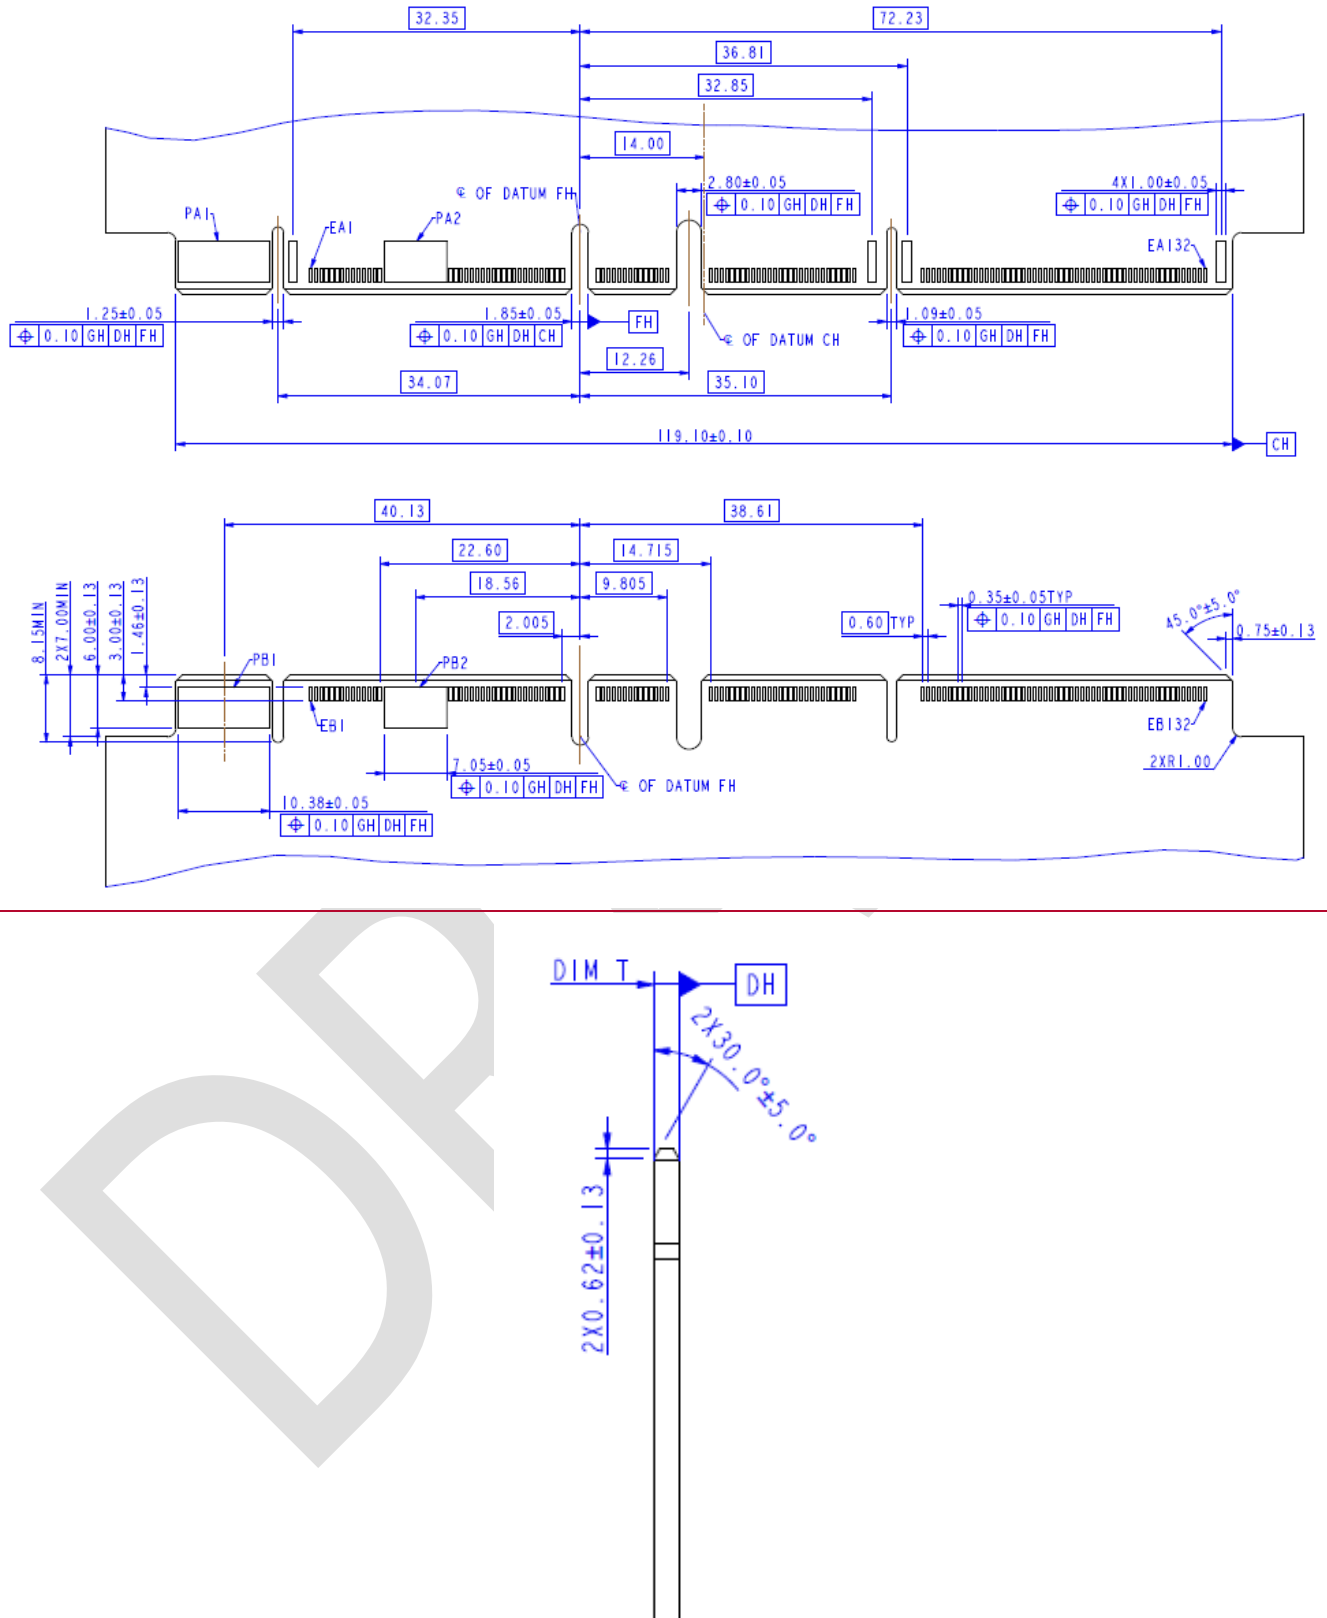 32.35
72.23
36.81
32.85
14.00
℄ OF DATUM FH
2.80±0.05
⌖ 0.10 GH DH FH
4X1.00±0.05
⌖ 0.10 GH DH FH
PA1
EA1
PA2
EA132
1.25±0.05
⌖ 0.10 GH DH FH
1.85±0.05
⌖ 0.10 GH DH CH
FH
1.09±0.05
⌖ 0.10 GH DH FH
℄ OF DATUM CH
12.26
34.07
35.10
119.10±0.10
CH
40.13
38.61
22.60
14.715
18.56
9.805
2.005
0.60 TYP
0.35±0.05TYP
⌖ 0.10 GH DH FH
45.0°±5.0°
0.75±0.13
8.15MIN
2X7.00MIN
6.00±0.13
3.00±0.13
1.46±0.13
PB1
PB2
EB1
EB132
2XR1.00
7.05±0.05
⌖ 0.10 GH DH FH
℄ OF DATUM FH
10.38±0.05
⌖ 0.10 GH DH FH
DIM T
DH
2X30.0°±5.0°
2X0.62±0.13